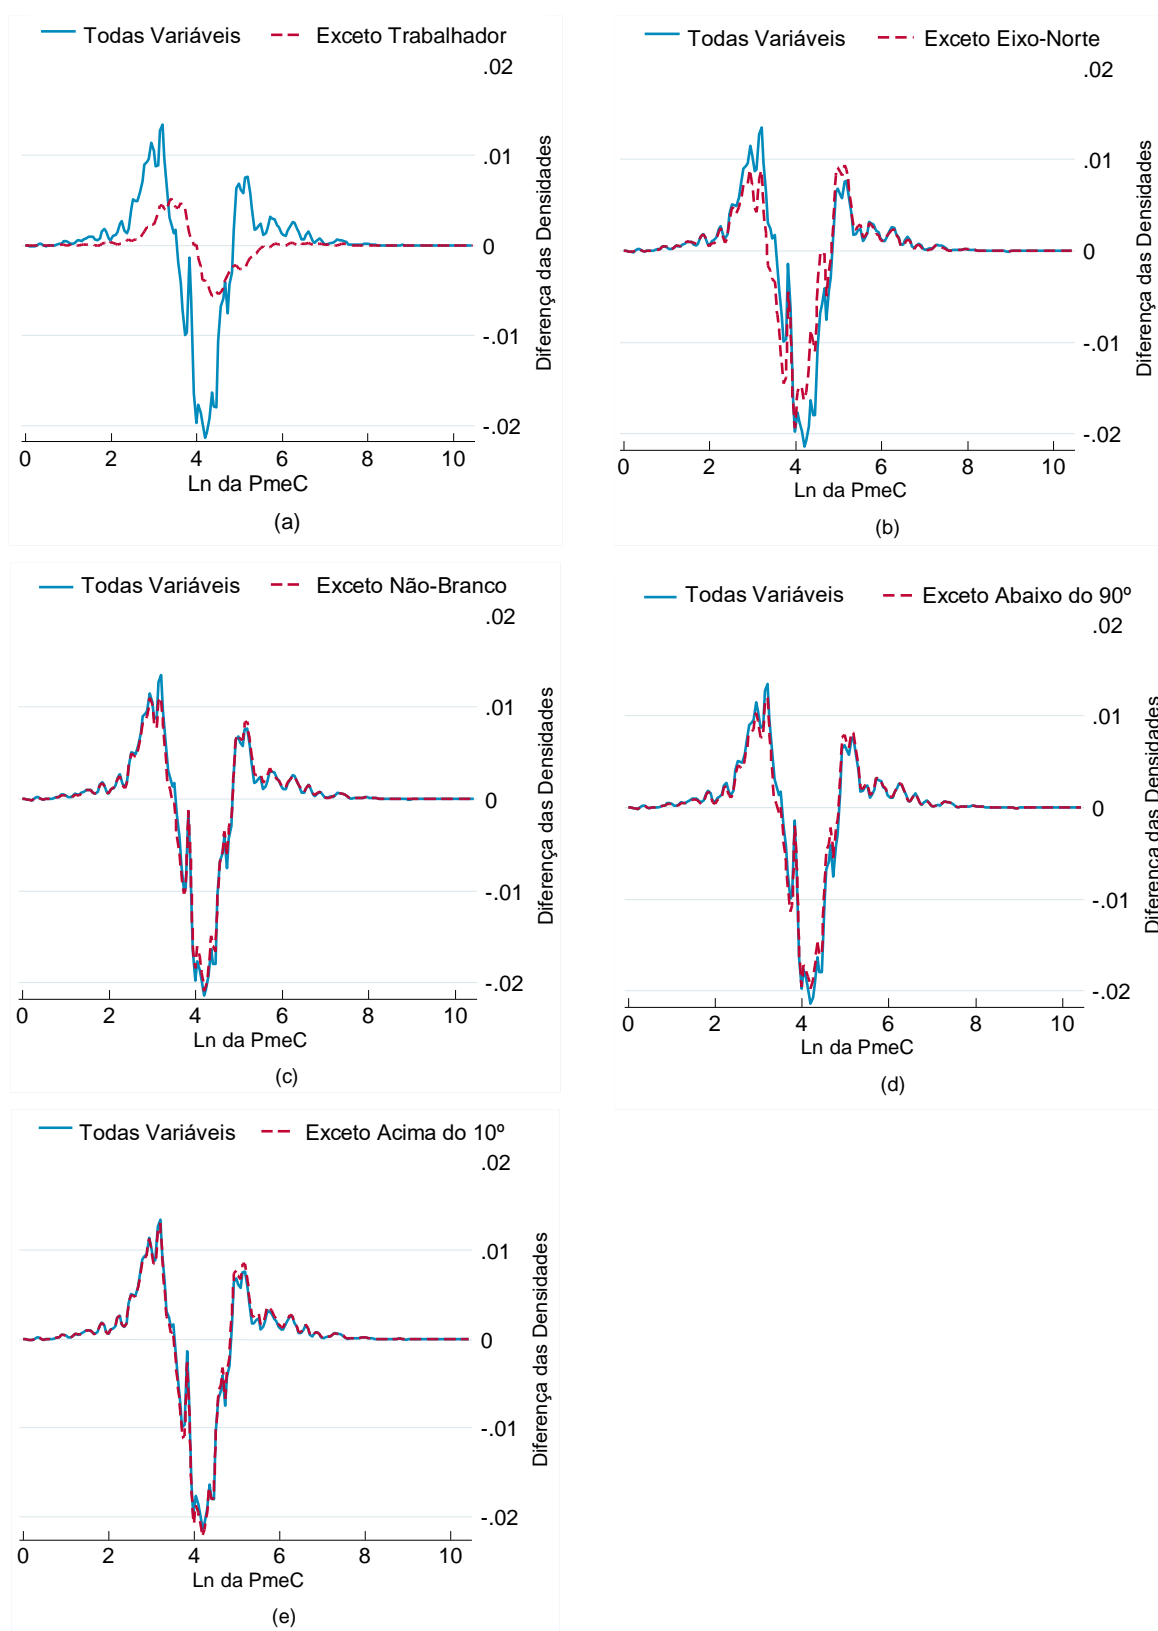 Todas Variáveis Exceto Trabalhador
.02
.01
0
-.01
-.02
Diferença das Densidades
0 2 4 6 8 10
Ln da PmeC
(a)
Todas Variáveis Exceto Eixo-Norte
.02
.01
0
-.01
-.02
Diferença das Densidades
0 2 4 6 8 10
Ln da PmeC
(b)
Todas Variáveis Exceto Não-Branco
.02
.01
0
-.01
-.02
Diferença das Densidades
0 2 4 6 8 10
Ln da PmeC
(c)
Todas Variáveis Exceto Abaixo do 90º
.02
.01
0
-.01
-.02
Diferença das Densidades
0 2 4 6 8 10
Ln da PmeC
(d)
Todas Variáveis Exceto Acima do 10º
.02
.01
0
-.01
-.02
Diferença das Densidades
0 2 4 6 8 10
Ln da PmeC
(e)